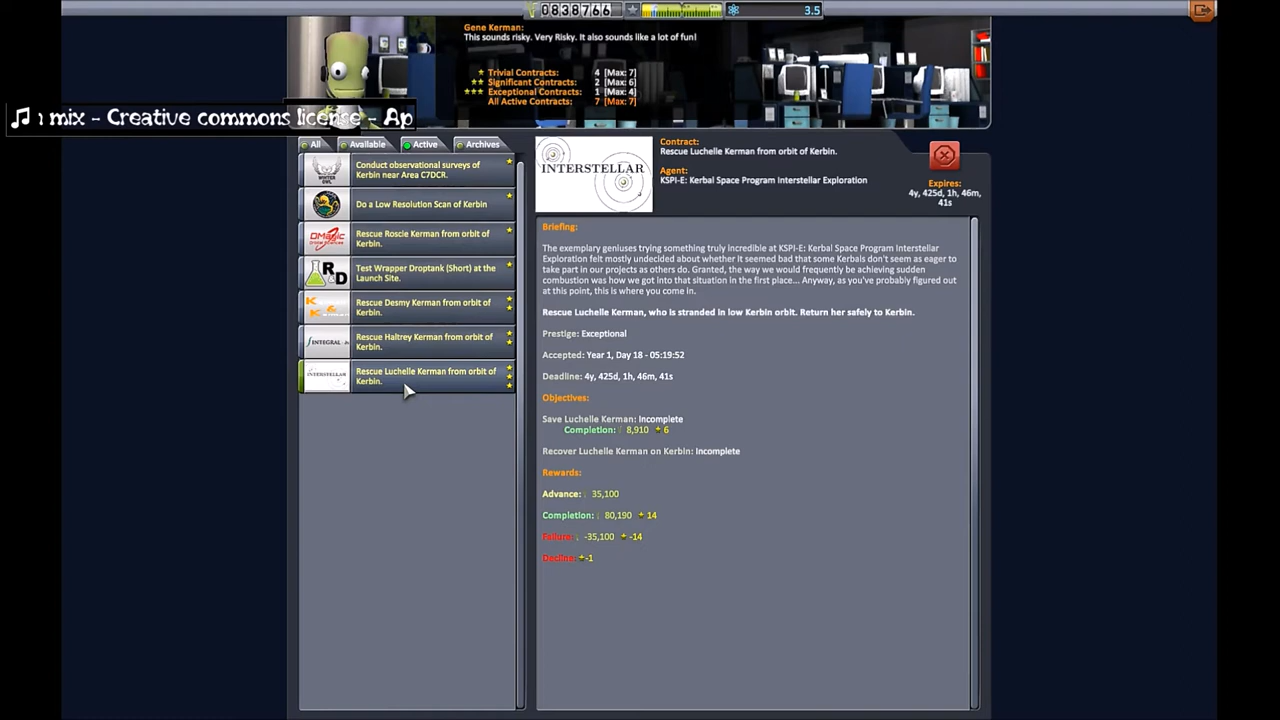 0838766
3.5
Gene Kerman:
This sounds risky. Very Risky. It also sounds like a lot of fun!
Trivial Contracts: 4 [Max: 7]
Significant Contracts: 2 [Max: 6]
Exceptional Contracts: 1 [Max: 4]
All Active Contracts: 7 [Max: 7]
mix - Creative commons license - Ap
All
Available
Active
Archives
Conduct observational surveys of
Kerbin near Area C7DCR.
Do a Low Resolution Scan of Kerbin
DMagic
Rescue Roscie Kerman from orbit of
Kerbin.
R&D
Test Wrapper Droptank (Short) at the
Launch Site.
Rescue Desmy Kerman from orbit of
Kerbin.
Rescue Haltrey Kerman from orbit of
Kerbin.
INTERSTELLAR
Rescue Luchelle Kerman from orbit of
Kerbin.
INTERSTELLAR
Contract:
Rescue Luchelle Kerman from orbit of Kerbin.
Agent:
KSPI-E: Kerbal Space Program Interstellar Exploration
Expires:
4y, 425d, 1h, 46m,
41s
Briefing:
The exemplary geniuses trying something truly incredible at KSPI-E: Kerbal Space Program Interstellar
Exploration felt mostly undecided about whether it seemed bad that some Kerbals don't seem as eager to
take part in our projects as others do. Granted, the way we would frequently be achieving sudden
combustion was how we got into that situation in the first place... Anyway, as you've probably figured out
at this point, this is where you come in.
Rescue Luchelle Kerman, who is stranded in low Kerbin orbit. Return her safely to Kerbin.
Prestige: Exceptional
Accepted: Year 1, Day 18 - 05:19:52
Deadline: 4y, 425d, 1h, 46m, 41s
Objectives:
Save Luchelle Kerman: Incomplete
Completion: 8,910 6
Recover Luchelle Kerman on Kerbin: Incomplete
Rewards:
Advance: 35,100
Completion: 80,190 14
Failure: -35,100 -14
Decline: -1